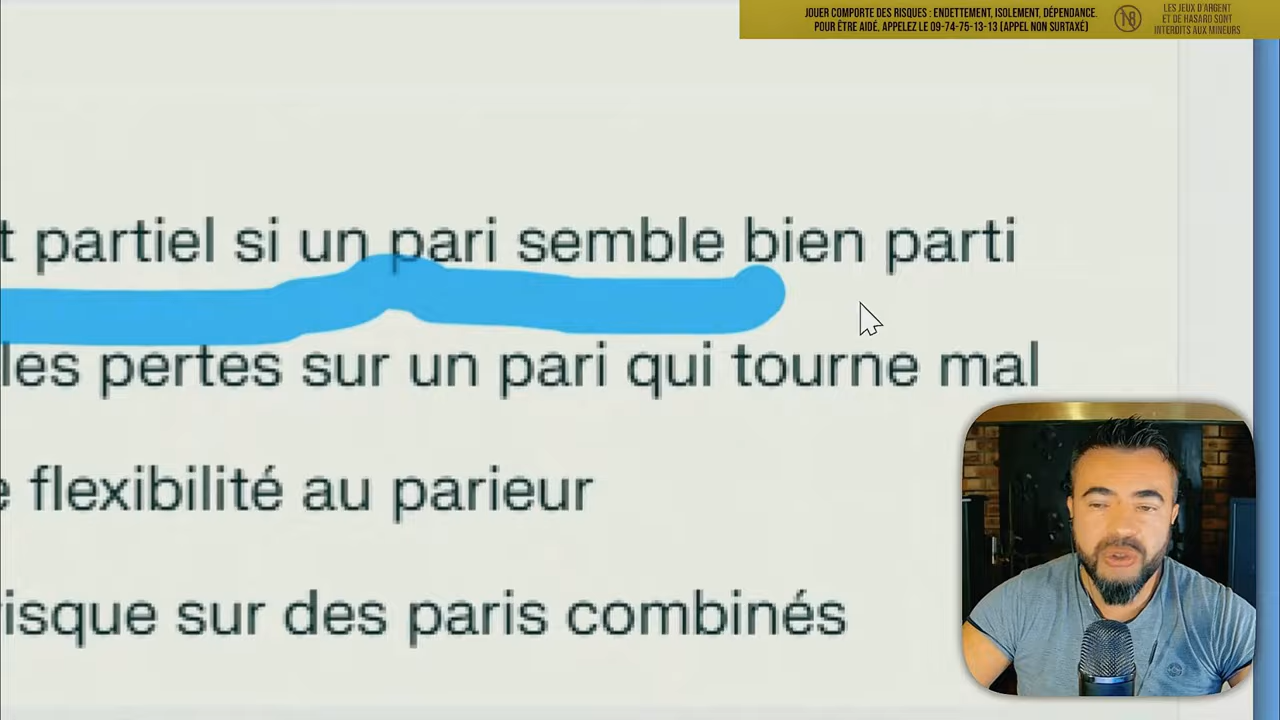 JOUER COMPORTE DES RISQUES : ENDETTEMENT, ISOLEMENT, DÉPENDANCE.
POUR ÊTRE AIDÉ, APPELEZ LE 09-74-75-13-13 (APPEL NON SURTAXÉ)
18
LES JEUX D'ARGENT
ET DE HASARD SONT
INTERDITS AUX MINEURS
t partiel si un pari semble bien parti
les pertes sur un pari qui tourne mal
e flexibilité au parieur
risque sur des paris combinés